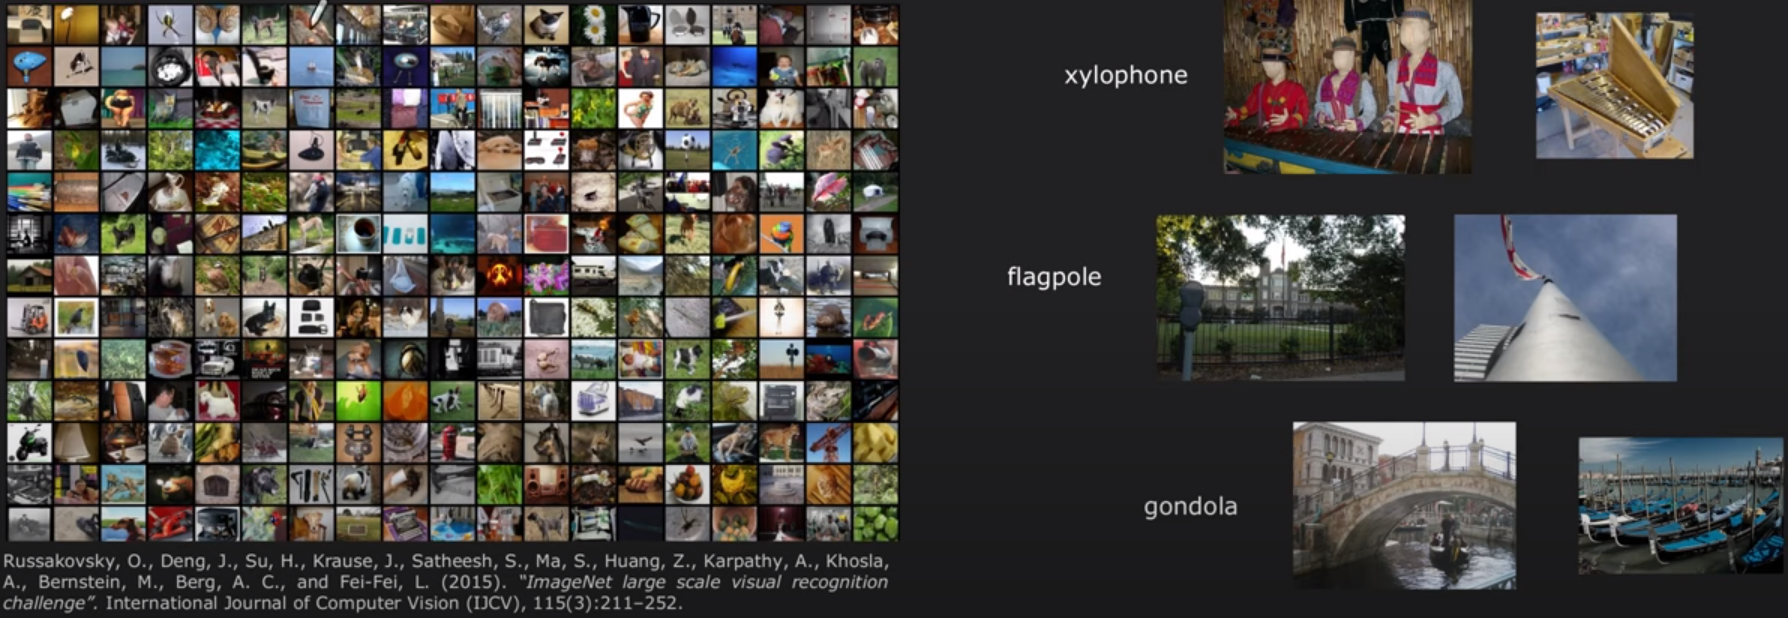 xylophone
flagpole
gondola
Russakovsky, O., Deng, J., Su, H., Krause, J., Satheesh, S., Ma, S., Huang, Z., Karpathy, A., Khosla,
A., Bernstein, M., Berg, A. C., and Fei-Fei, L. (2015). "ImageNet large scale visual recognition
challenge". International Journal of Computer Vision (IJCV), 115(3):211–252.